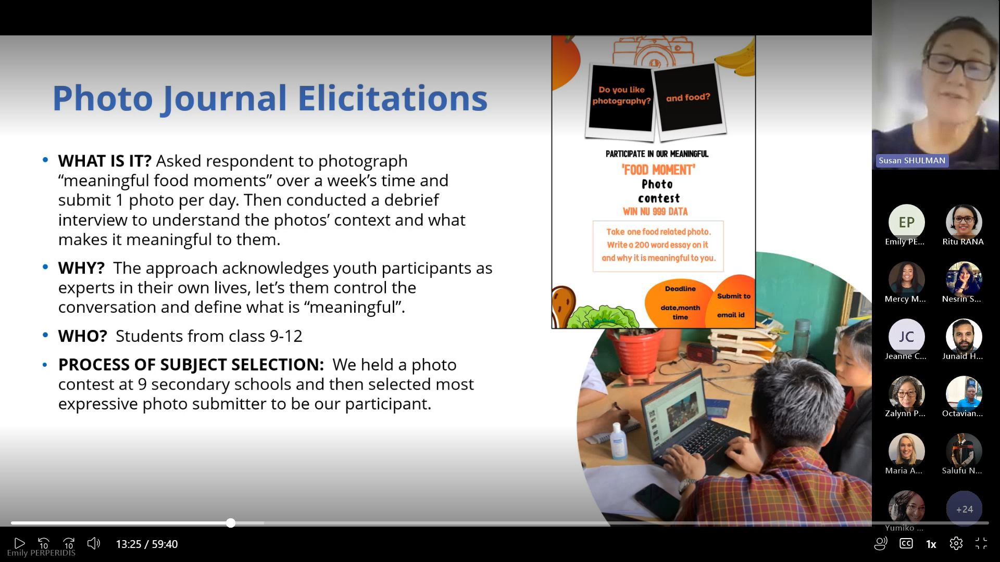 Photo Journal Elicitations
• WHAT IS IT? Asked respondent to photograph
“meaningful food moments” over a week’s time and
submit 1 photo per day. Then conducted a debrief
interview to understand the photos’ context and what
makes it meaningful to them.
• WHY? The approach acknowledges youth participants as
experts in their own lives, let’s them control the
conversation and define what is “meaningful”.
• WHO? Students from class 9-12
• PROCESS OF SUBJECT SELECTION: We held a photo
contest at 9 secondary schools and then selected most
expressive photo submitter to be our participant.
Do you like
photography?
and food?
PARTICIPATE IN OUR MEANINGFUL
'FOOD MOMENT'
Photo
contest
WIN NU 999 DATA
Take one food related photo.
Write a 200 word essay on it
and why it is meaningful to you.
Deadline
date,month
time
Submit to
email id
Susan SHULMAN
EP
Emily PE...
Ritu RANA
Mercy M...
Nesrin S...
JC
Jeanne C...
Junaid H...
Zalynn P...
Octavian...
Maria A...
Salufu N...
Yumiko ...
+24
10
10
13:25 / 59:40
Emily PERPERIDIS
CC
1x